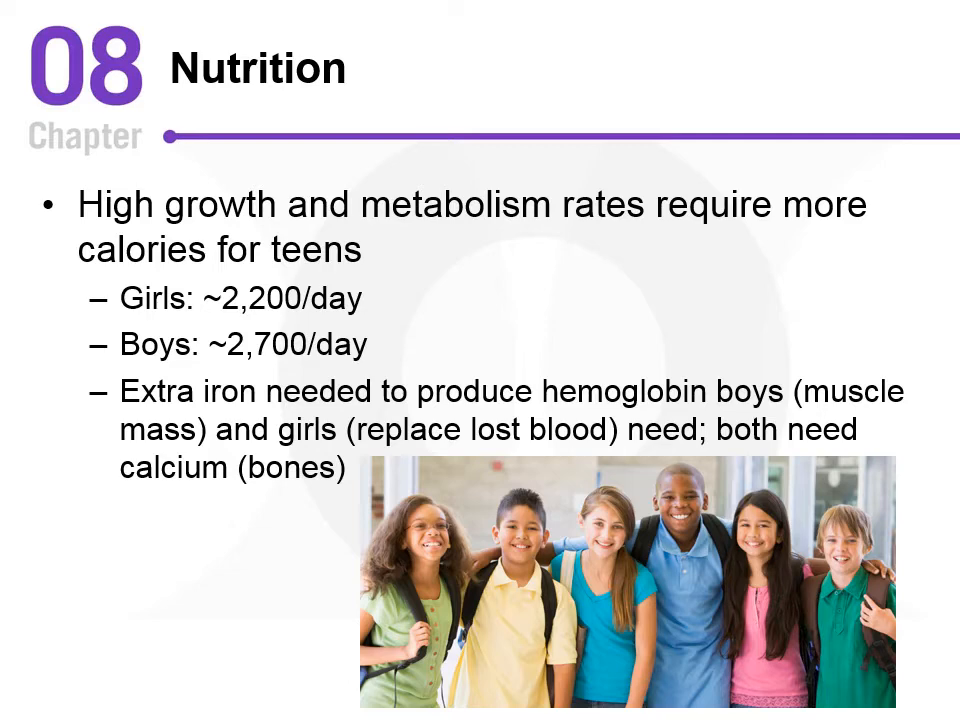 08
Nutrition
Chapter
• High growth and metabolism rates require more
calories for teens
– Girls: ~2,200/day
– Boys: ~2,700/day
– Extra iron needed to produce hemoglobin boys (muscle
mass) and girls (replace lost blood) need; both need
calcium (bones)